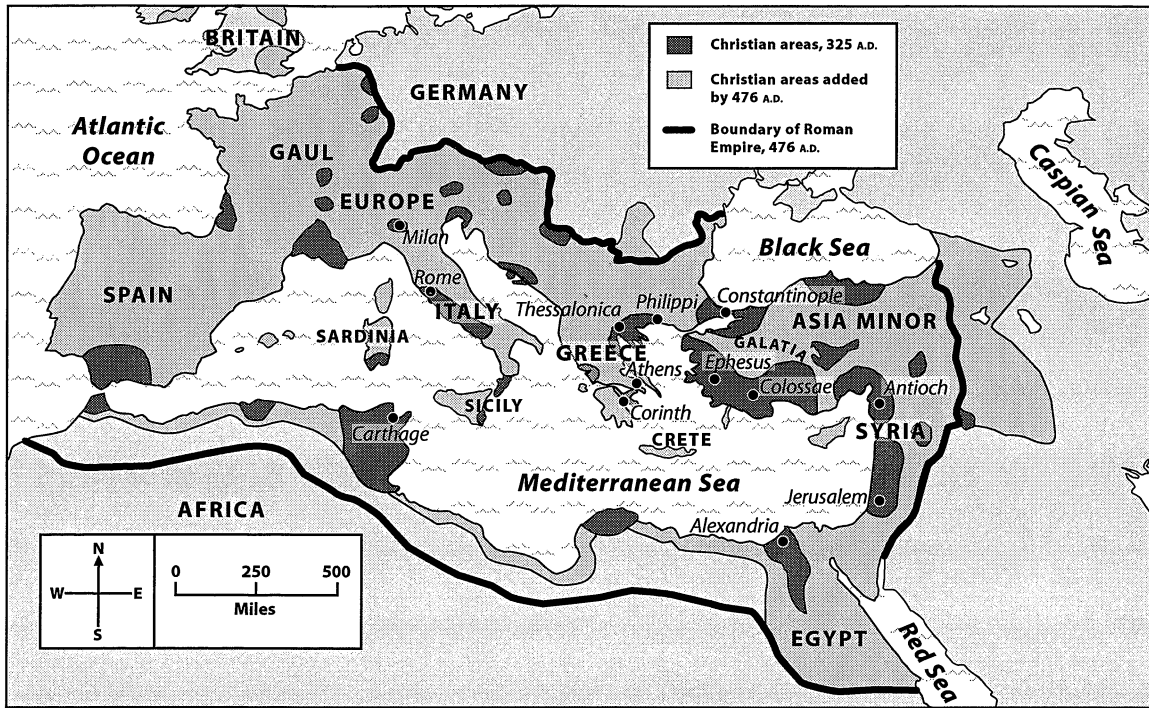 BRITAIN
Christian areas, 325 A.D.
Christian areas added
by 476 A.D.
Boundary of Roman
Empire, 476 A.D.
GERMANY
Atlantic
Ocean
GAUL
Caspian Sea
EUROPE
Milan
Black Sea
SPAIN
Rome
ITALY
Thessalonica
Philippi
Constantinople
ASIA MINOR
SARDINIA
GALATIA
GREECE
Ephesus
Athens
Colossae
Antioch
SICILY
Corinth
Carthage
CRETE
SYRIA
Mediterranean Sea
Jerusalem
AFRICA
Alexandria
N
W
E
S
0 250 500
Miles
EGYPT
Red Sea